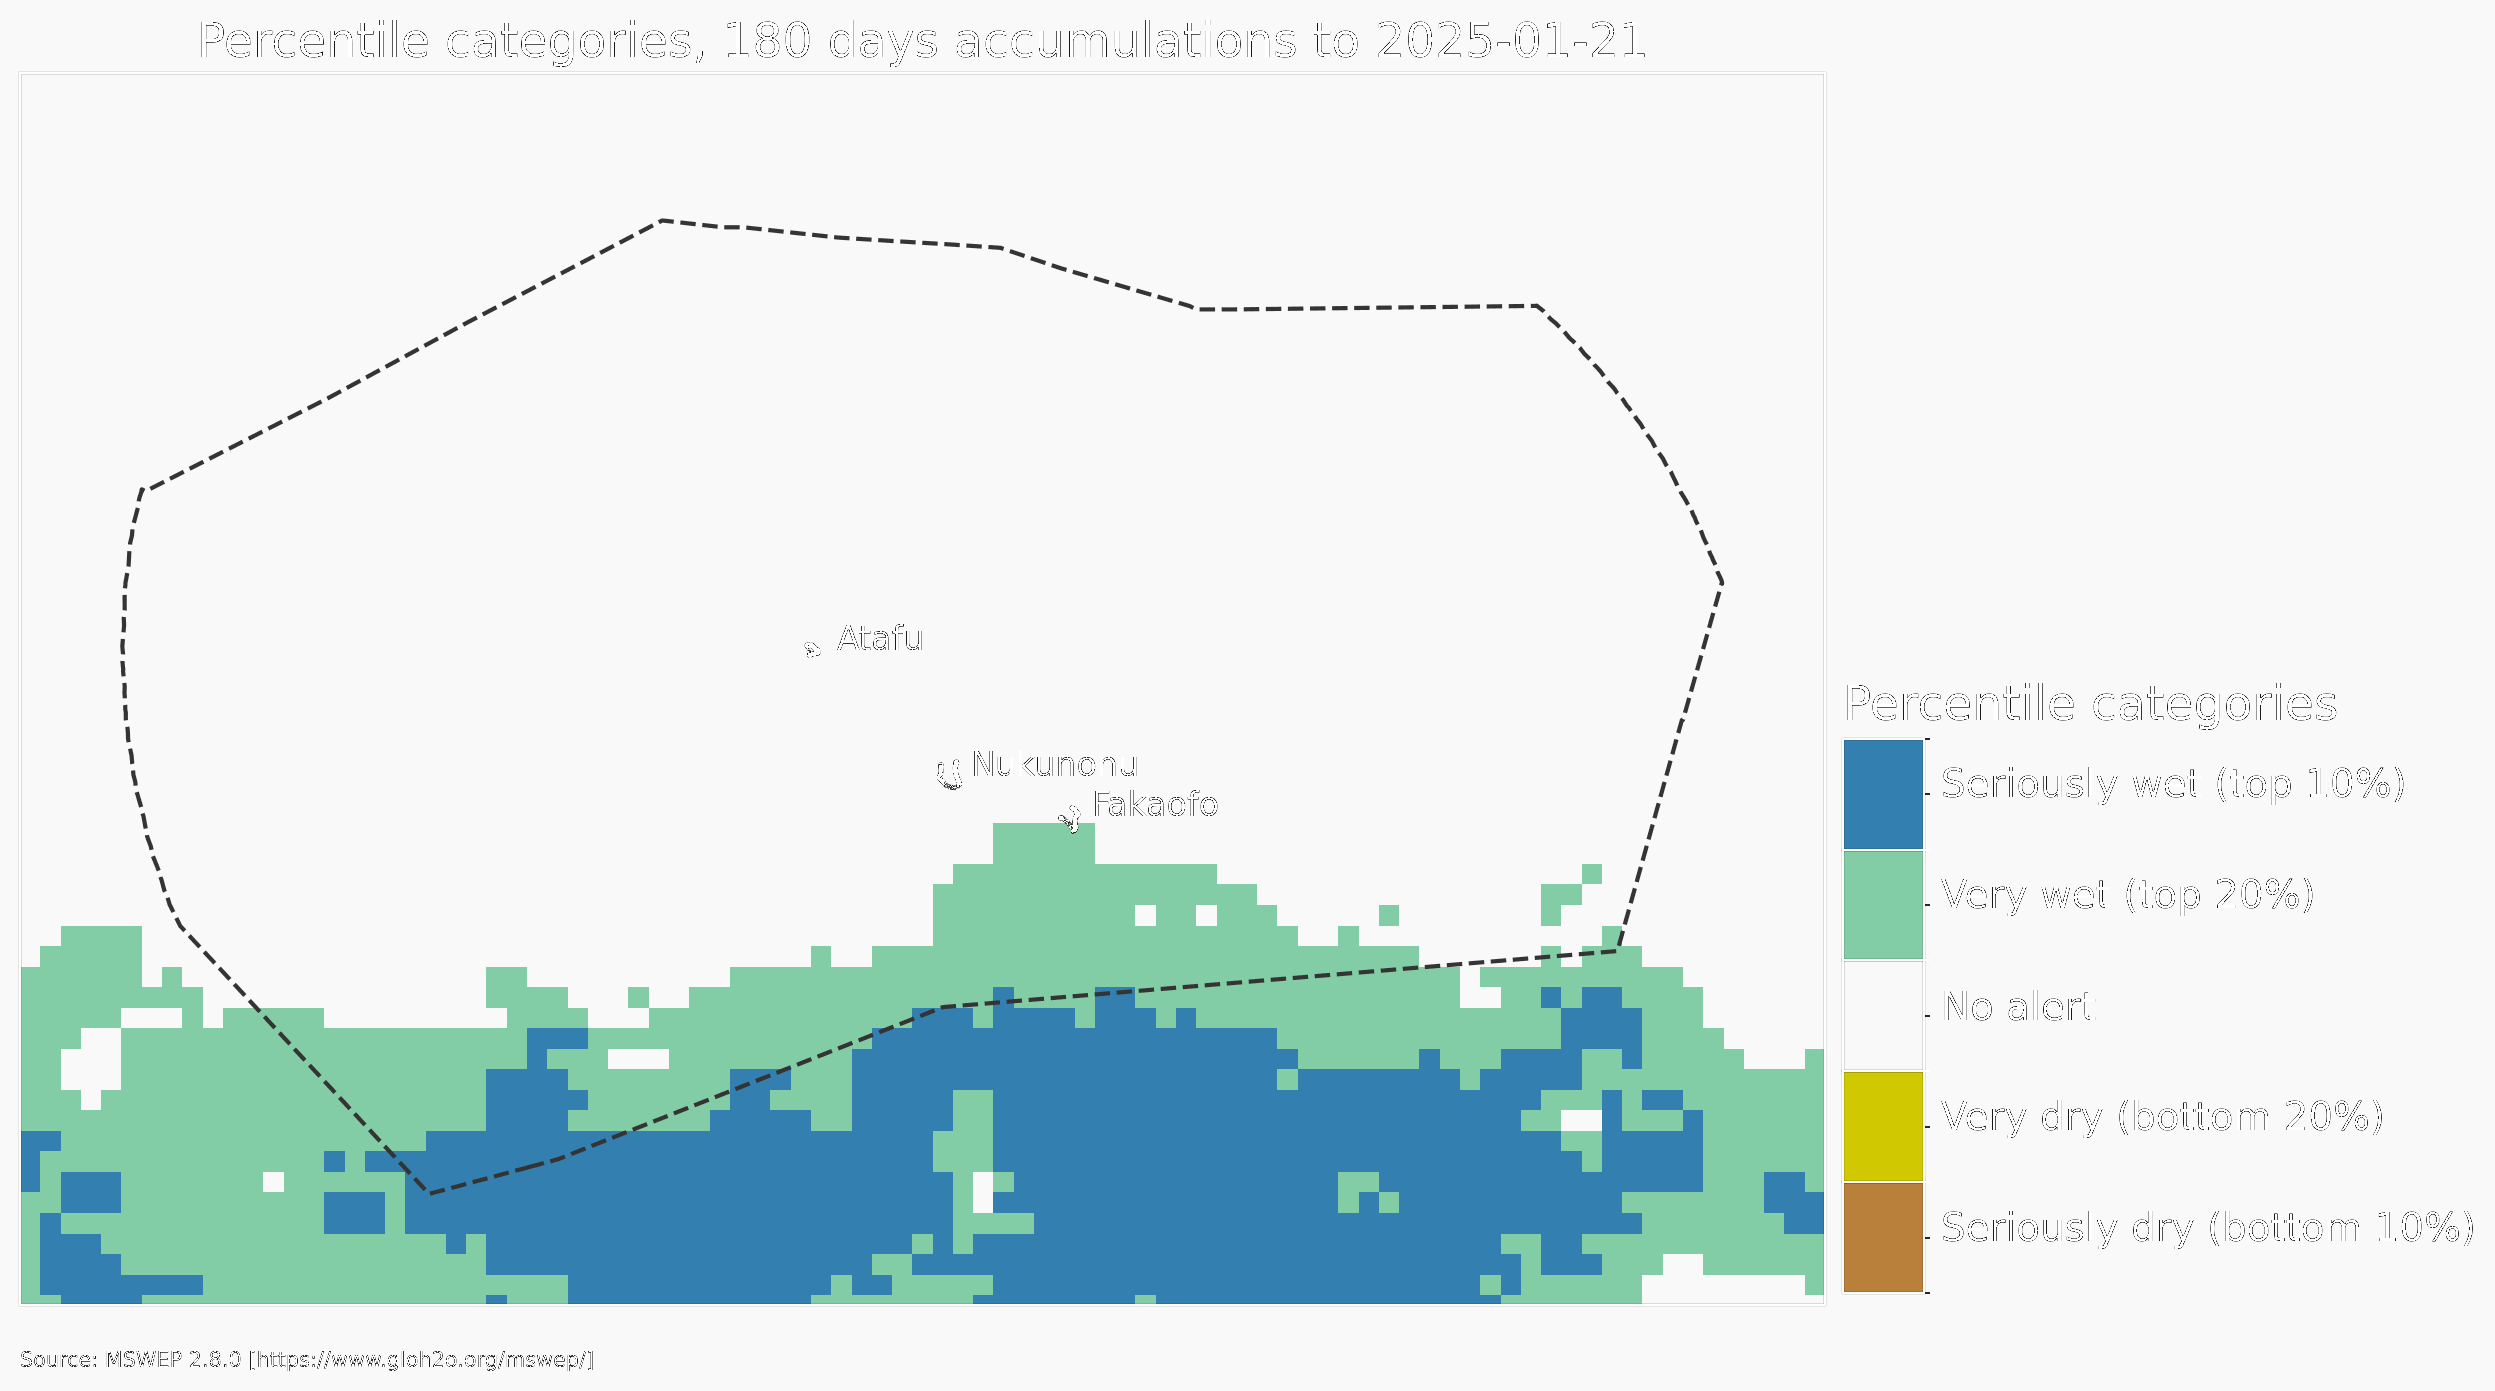 Percentile categories, 180 days accumulations to 2025-01-21
Atafu
Nukunonu
Fakaofo
Percentile categories
Seriously wet (top 10%)
Very wet (top 20%)
No alert
Very dry (bottom 20%)
Seriously dry (bottom 10%)
Source: MSWEP 2.8.0 [https://www.gloh2o.org/mswep/]